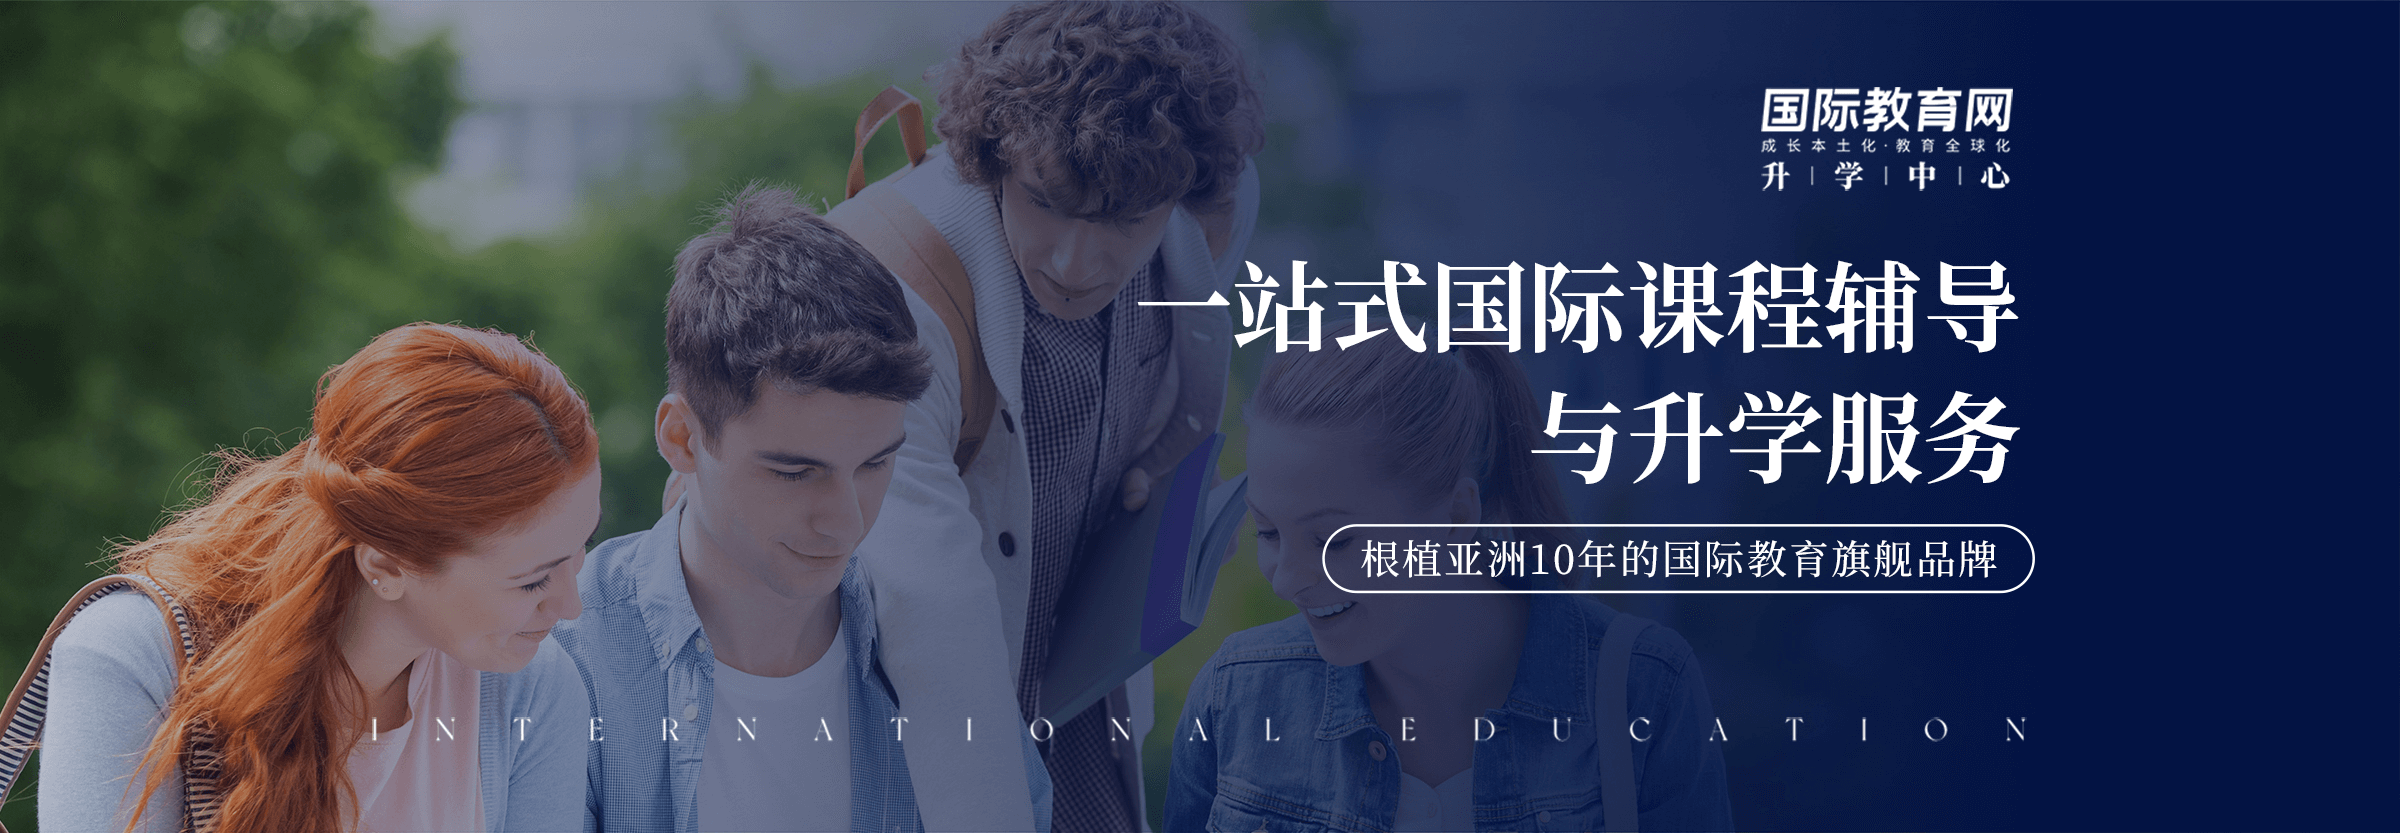 国际教育网
成长本土化·教育全球化
升|学|中|心
一站式国际课程辅导
与升学服务
根植亚洲10年的国际教育旗舰品牌
INTERNATIONAL EDUCATION